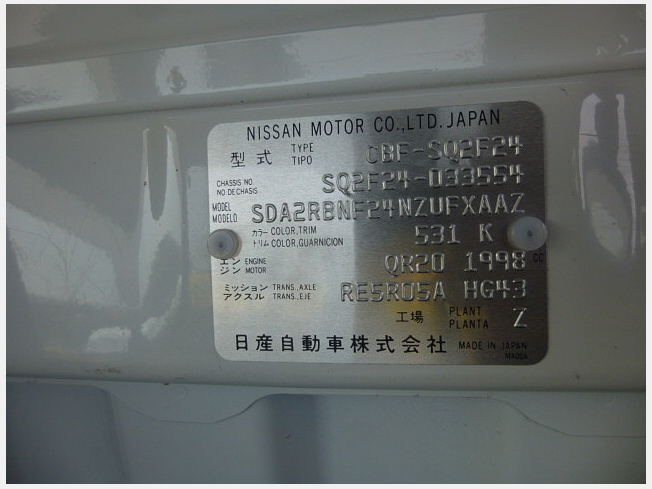 NISSAN MOTOR CO.,LTD. JAPAN
型式 TYPE TIPO CBF-SQ2F24
CHASSIS NO. NO. DE CHASIS SQ2F24-033554
MODEL MODELO SDA2RBNF24NZUFXAAZ
カラー COLOR,TRIM トリム COLOR,GUARNICION 531 K
エンジン ENGINE MOTOR QR20 1998 CC
ミッション TRANS.,AXLE アクスル TRANS.,EJE RE5R05A HG43
工場 PLANT PLANTA Z
日産自動車株式会社 MADE IN JAPAN